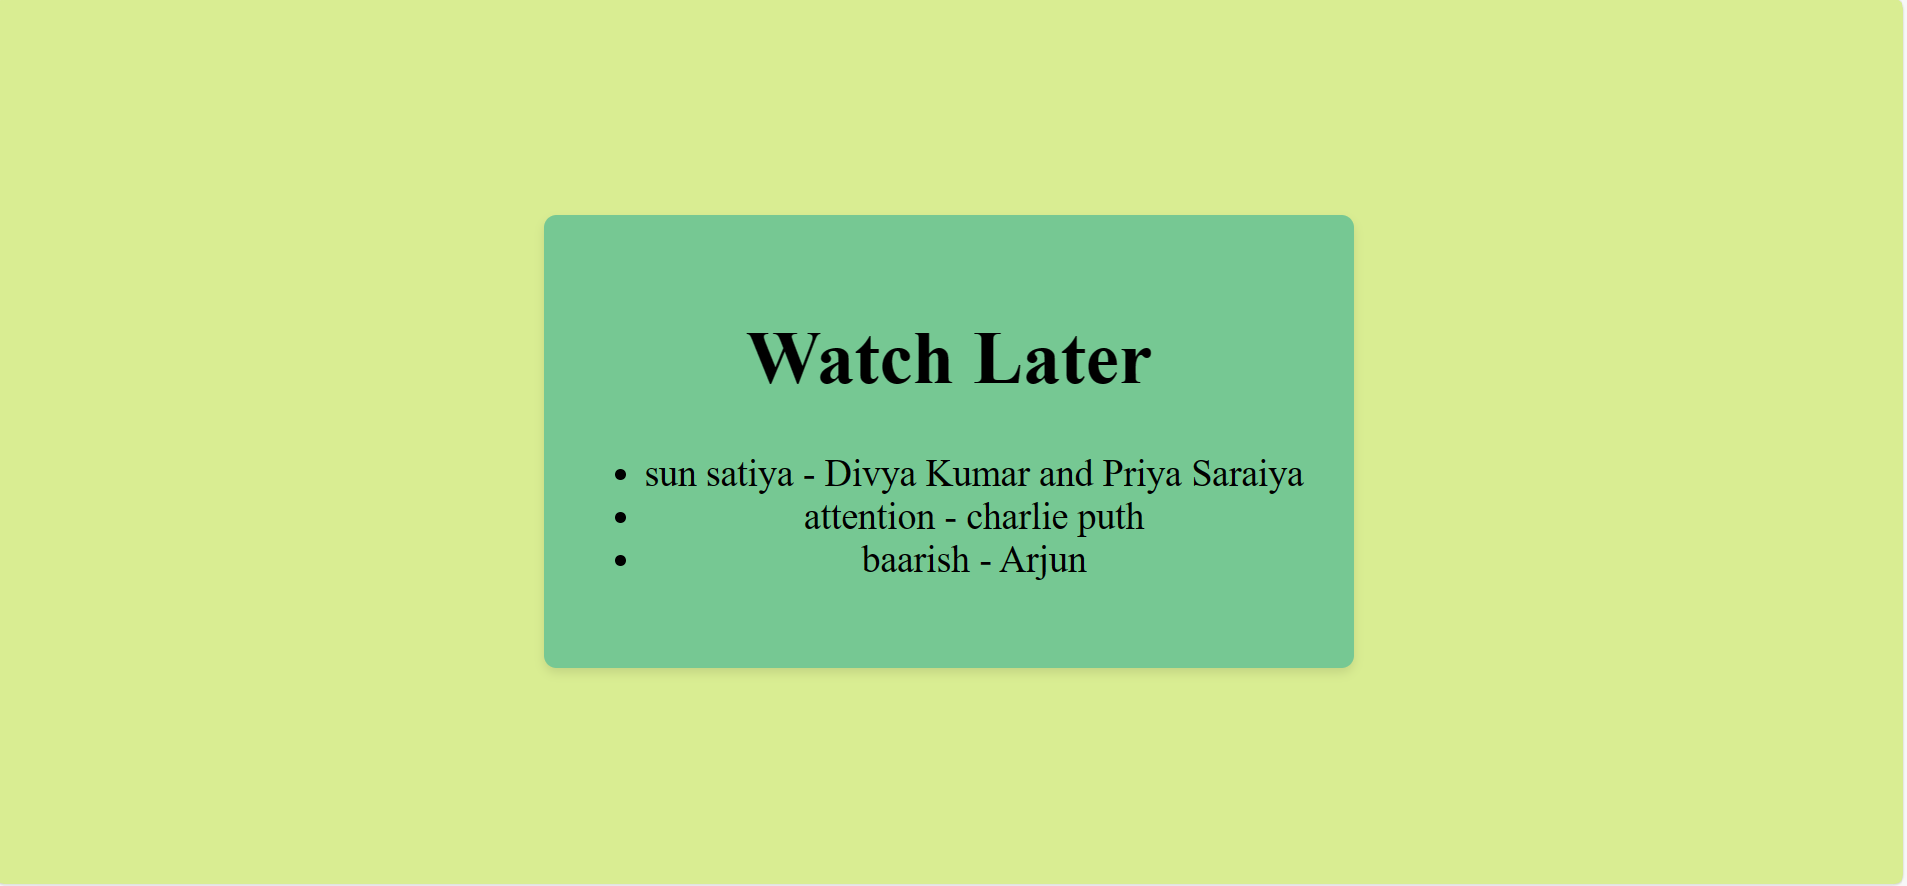 Watch Later
• sun satiya - Divya Kumar and Priya Saraiya
• attention - charlie puth
• baarish - Arjun